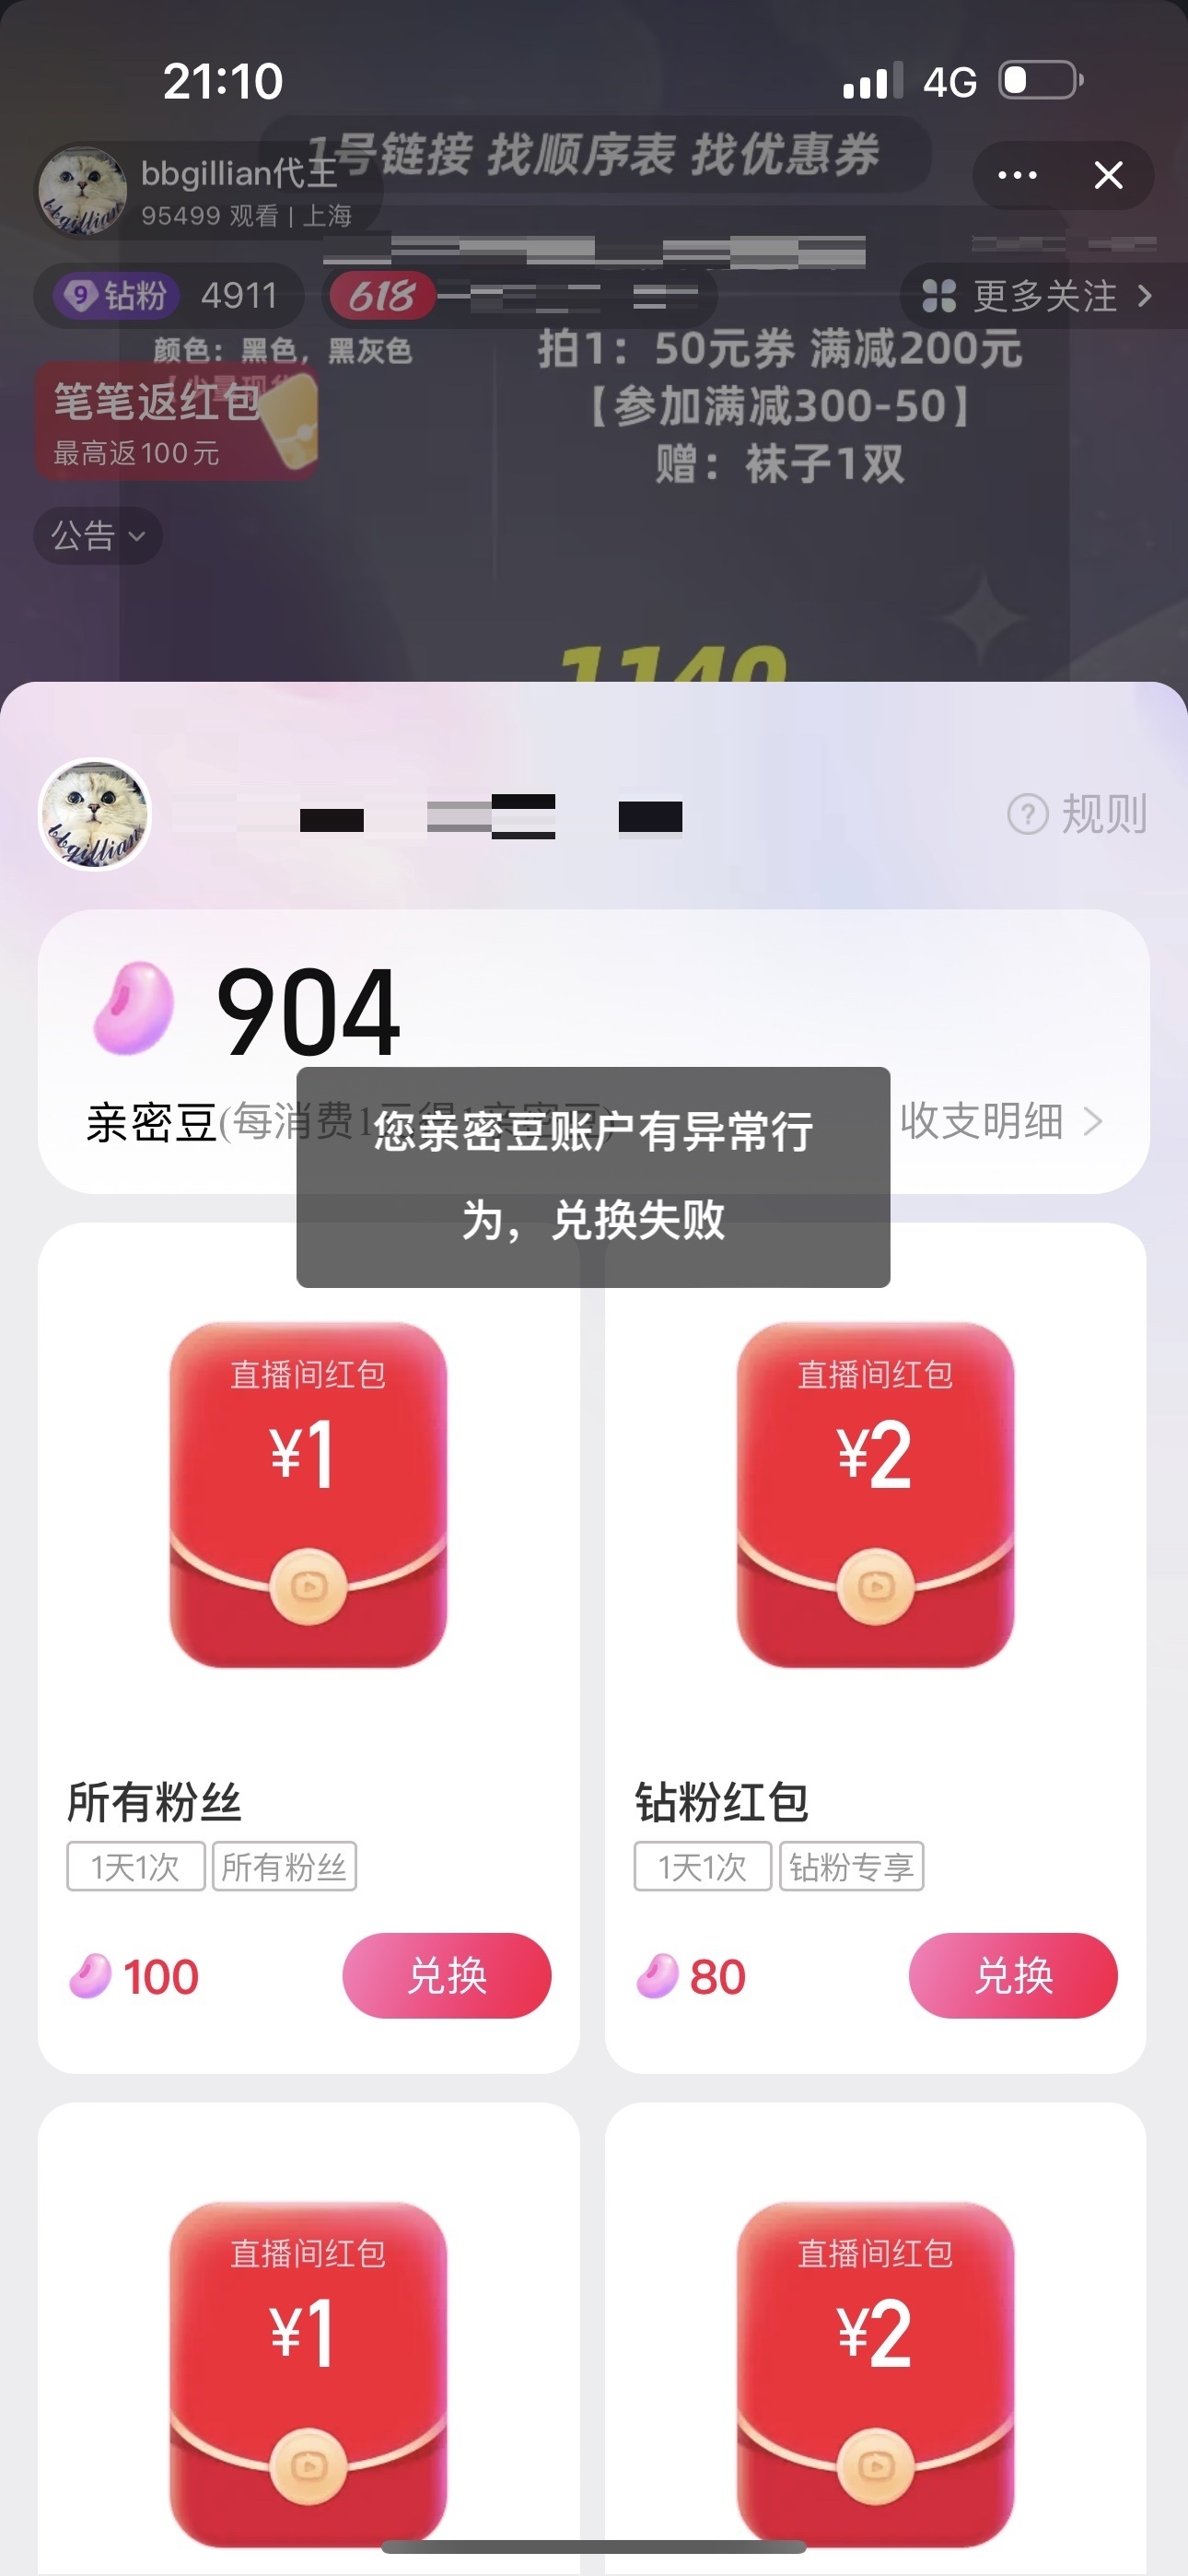 21:10
4G
1号链接 找顺序表 找优惠券
bbgillian代王
95499 观看 | 上海
9 钻粉 4911
618
更多关注
颜色：黑色，黑灰色
拍1：50元券 满减200元
【参加满减300-50】
赠：袜子1双
笔笔返红包
最高返100元
公告
1140
bbgillian
规则
904
亲密豆(每消费1元得1亲密豆)
收支明细
您亲密豆账户有异常行
为，兑换失败
直播间红包
¥1
直播间红包
¥2
所有粉丝
1天1次 所有粉丝
100 兑换
钻粉红包
1天1次 钻粉专享
80 兑换
直播间红包
¥1
直播间红包
¥2